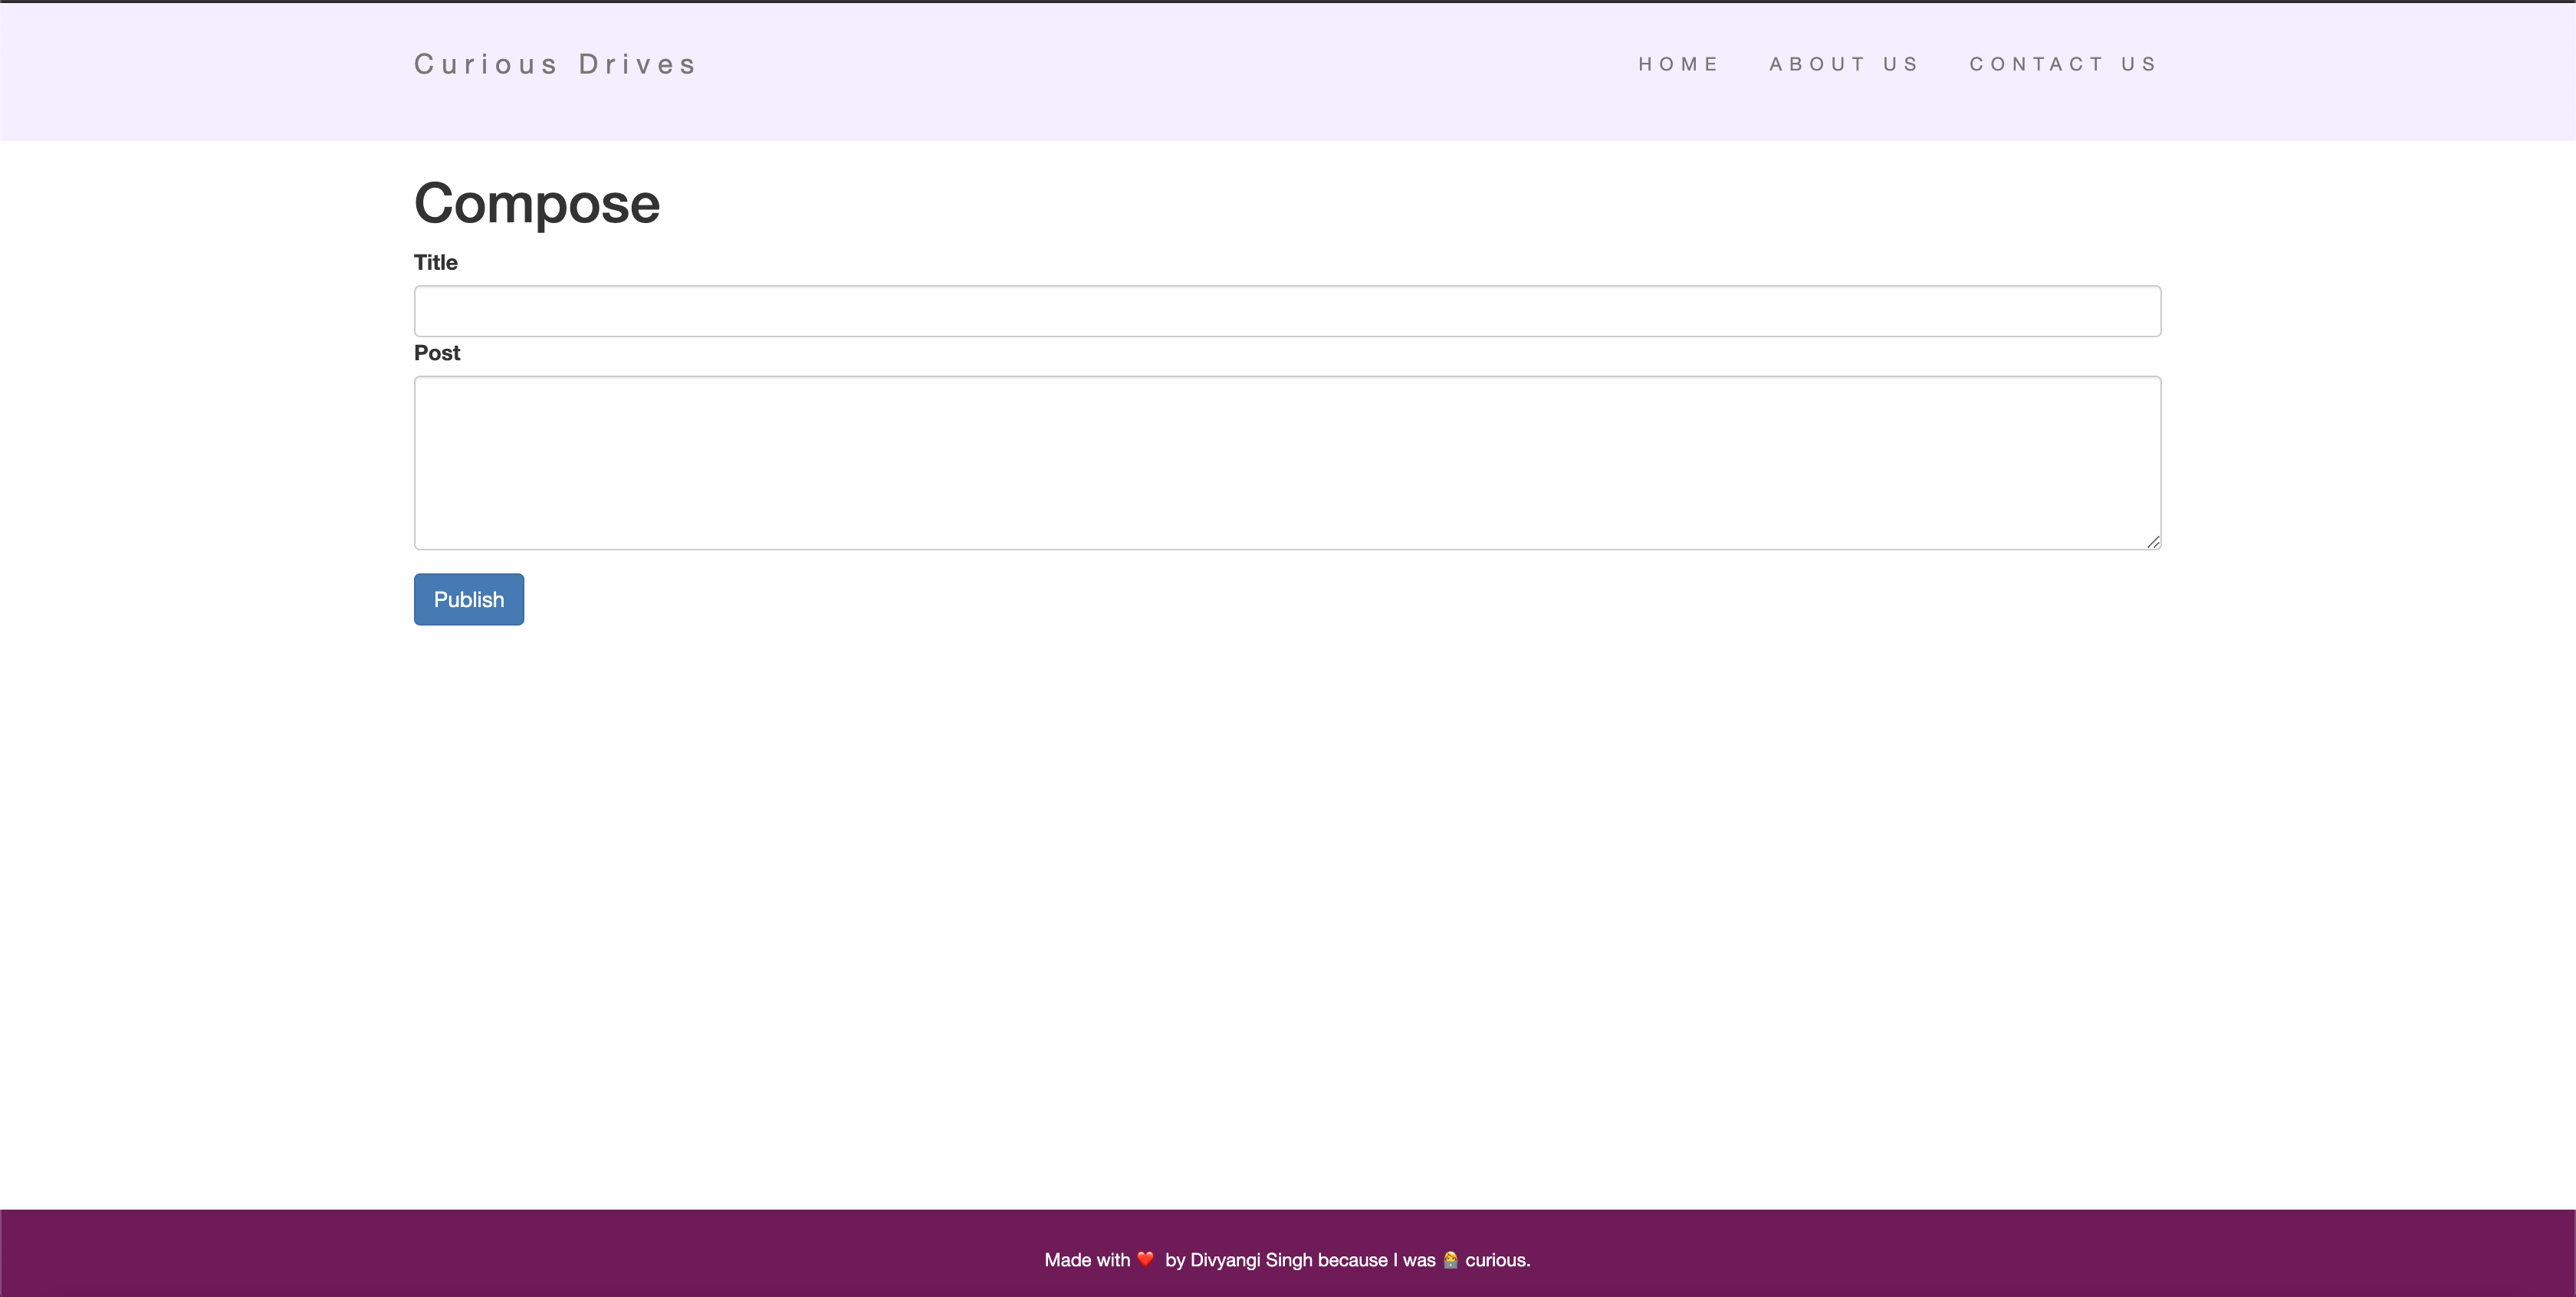 Curious Drives HOME ABOUT US CONTACT US
Compose
Title
Post
Publish
Made with ❤️ by Divyangi Singh because I was 🤷 curious.